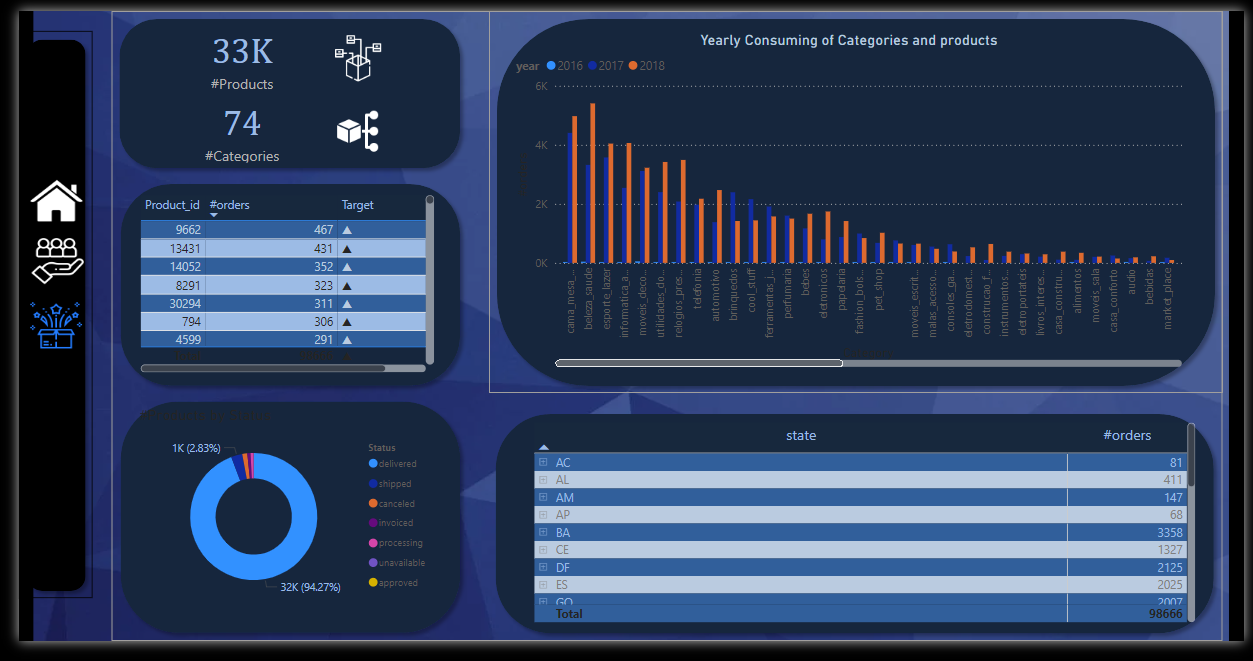 33K
#Products
74
#Categories
Product_id #orders Target
9662 467
13431 431
14052 352
8291 323
30294 311
794 306
4599 291
Yearly Consuming of Categories and products
year 2016 2017 2018
6K
4K
2K
0K
cama_mesa_...
beleza_saude
esporte_lazer
informatica_a...
moveis_deco...
utilidades_do...
relogios_pres...
telefonia
automotivo
brinquedos
cool_stuff
ferramentas_j...
perfumaria
bebes
eletronicos
papelaria
fashion_bols...
pet_shop
moveis_escrit...
malas_acesso...
consoles_ga...
eletrodomest...
construcao_f...
instrumentos...
eletroportateis
livros_interes...
casa_constru...
alimentos
moveis_sala
casa_conforto
audio
bebidas
market_place
1K (2.83%)
32K (94.27%)
Status
delivered
shipped
canceled
invoiced
processing
unavailable
approved
state #orders
AC 81
AL 411
AM 147
AP 68
BA 3358
CE 1327
DF 2125
ES 2025
GO 2007
Total 98666